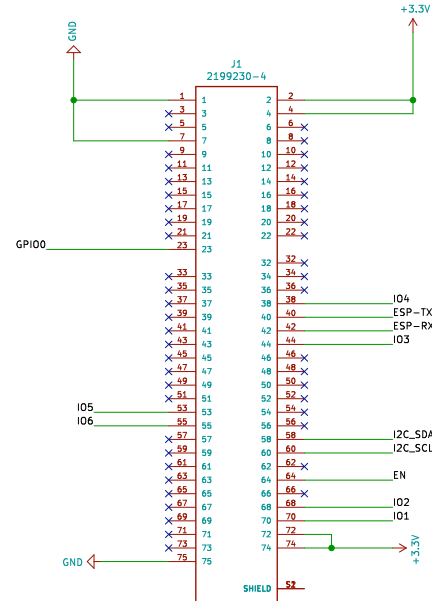 +3.3V
GND
J1
2199230-4
1 1 2 2
3 3 4 4
5 5 6 6
7 7 8 8
9 9 10 10
11 11 12 12
13 13 14 14
15 15 16 16
17 17 18 18
19 19 20 20
21 21 22 22
GPIO0 23 23
32 32
33 33 34 34
35 35 36 36
37 37 38 38 IO4
39 39 40 40 ESP-TX
41 41 42 42 ESP-RX
43 43 44 44 IO3
45 45 46 46
47 47 48 48
49 49 50 50
51 51 52 52
IO5 53 53 54 54
IO6 55 55 56 56
57 57 58 58 I2C_SDA
59 59 60 60 I2C_SCL
61 61 62 62
63 63 64 64 EN
65 65 66 66
67 67 68 68 IO2
69 69 70 70 IO1
71 71 72 72
73 73 74 74 +3.3V
GND 75 75
SHIELD